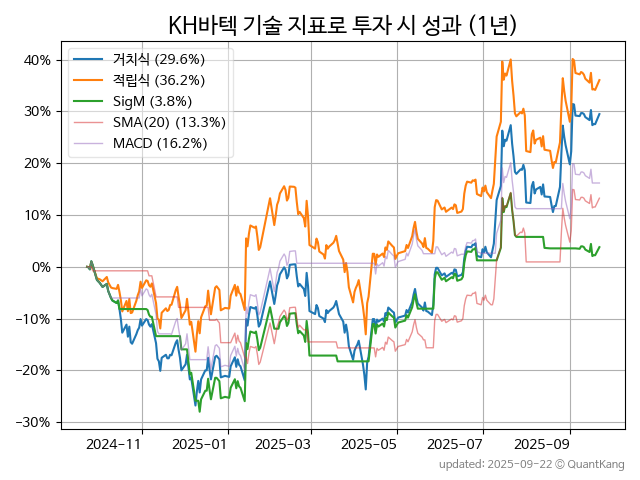 KH바텍 기술 지표로 투자 시 성과 (1년)
거치식 (29.6%)
적립식 (36.2%)
SigM (3.8%)
SMA(20) (13.3%)
MACD (16.2%)
40%
30%
20%
10%
0%
−10%
−20%
−30%
2024-11
2025-01
2025-03
2025-05
2025-07
2025-09
updated: 2025-09-22 © QuantKang